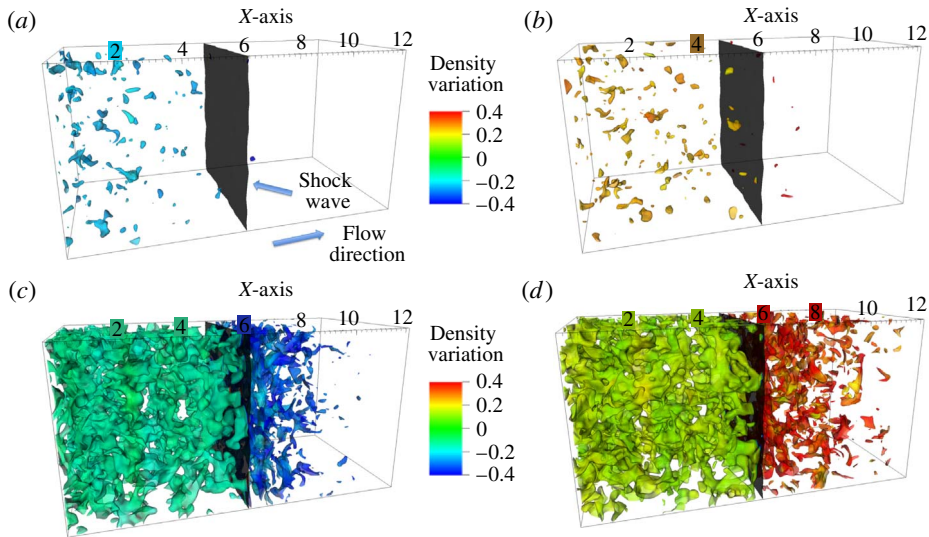 (a)
X-axis
2 4 6 8 10 12
Density
variation
0.4
0.2
0
−0.2
−0.4
Shock
wave
Flow
direction
(b)
X-axis
2 4 6 8 10 12
(c)
X-axis
2 4 6 8 10 12
Density
variation
0.4
0.2
0
−0.2
−0.4
(d)
X-axis
2 4 6 8 10 12